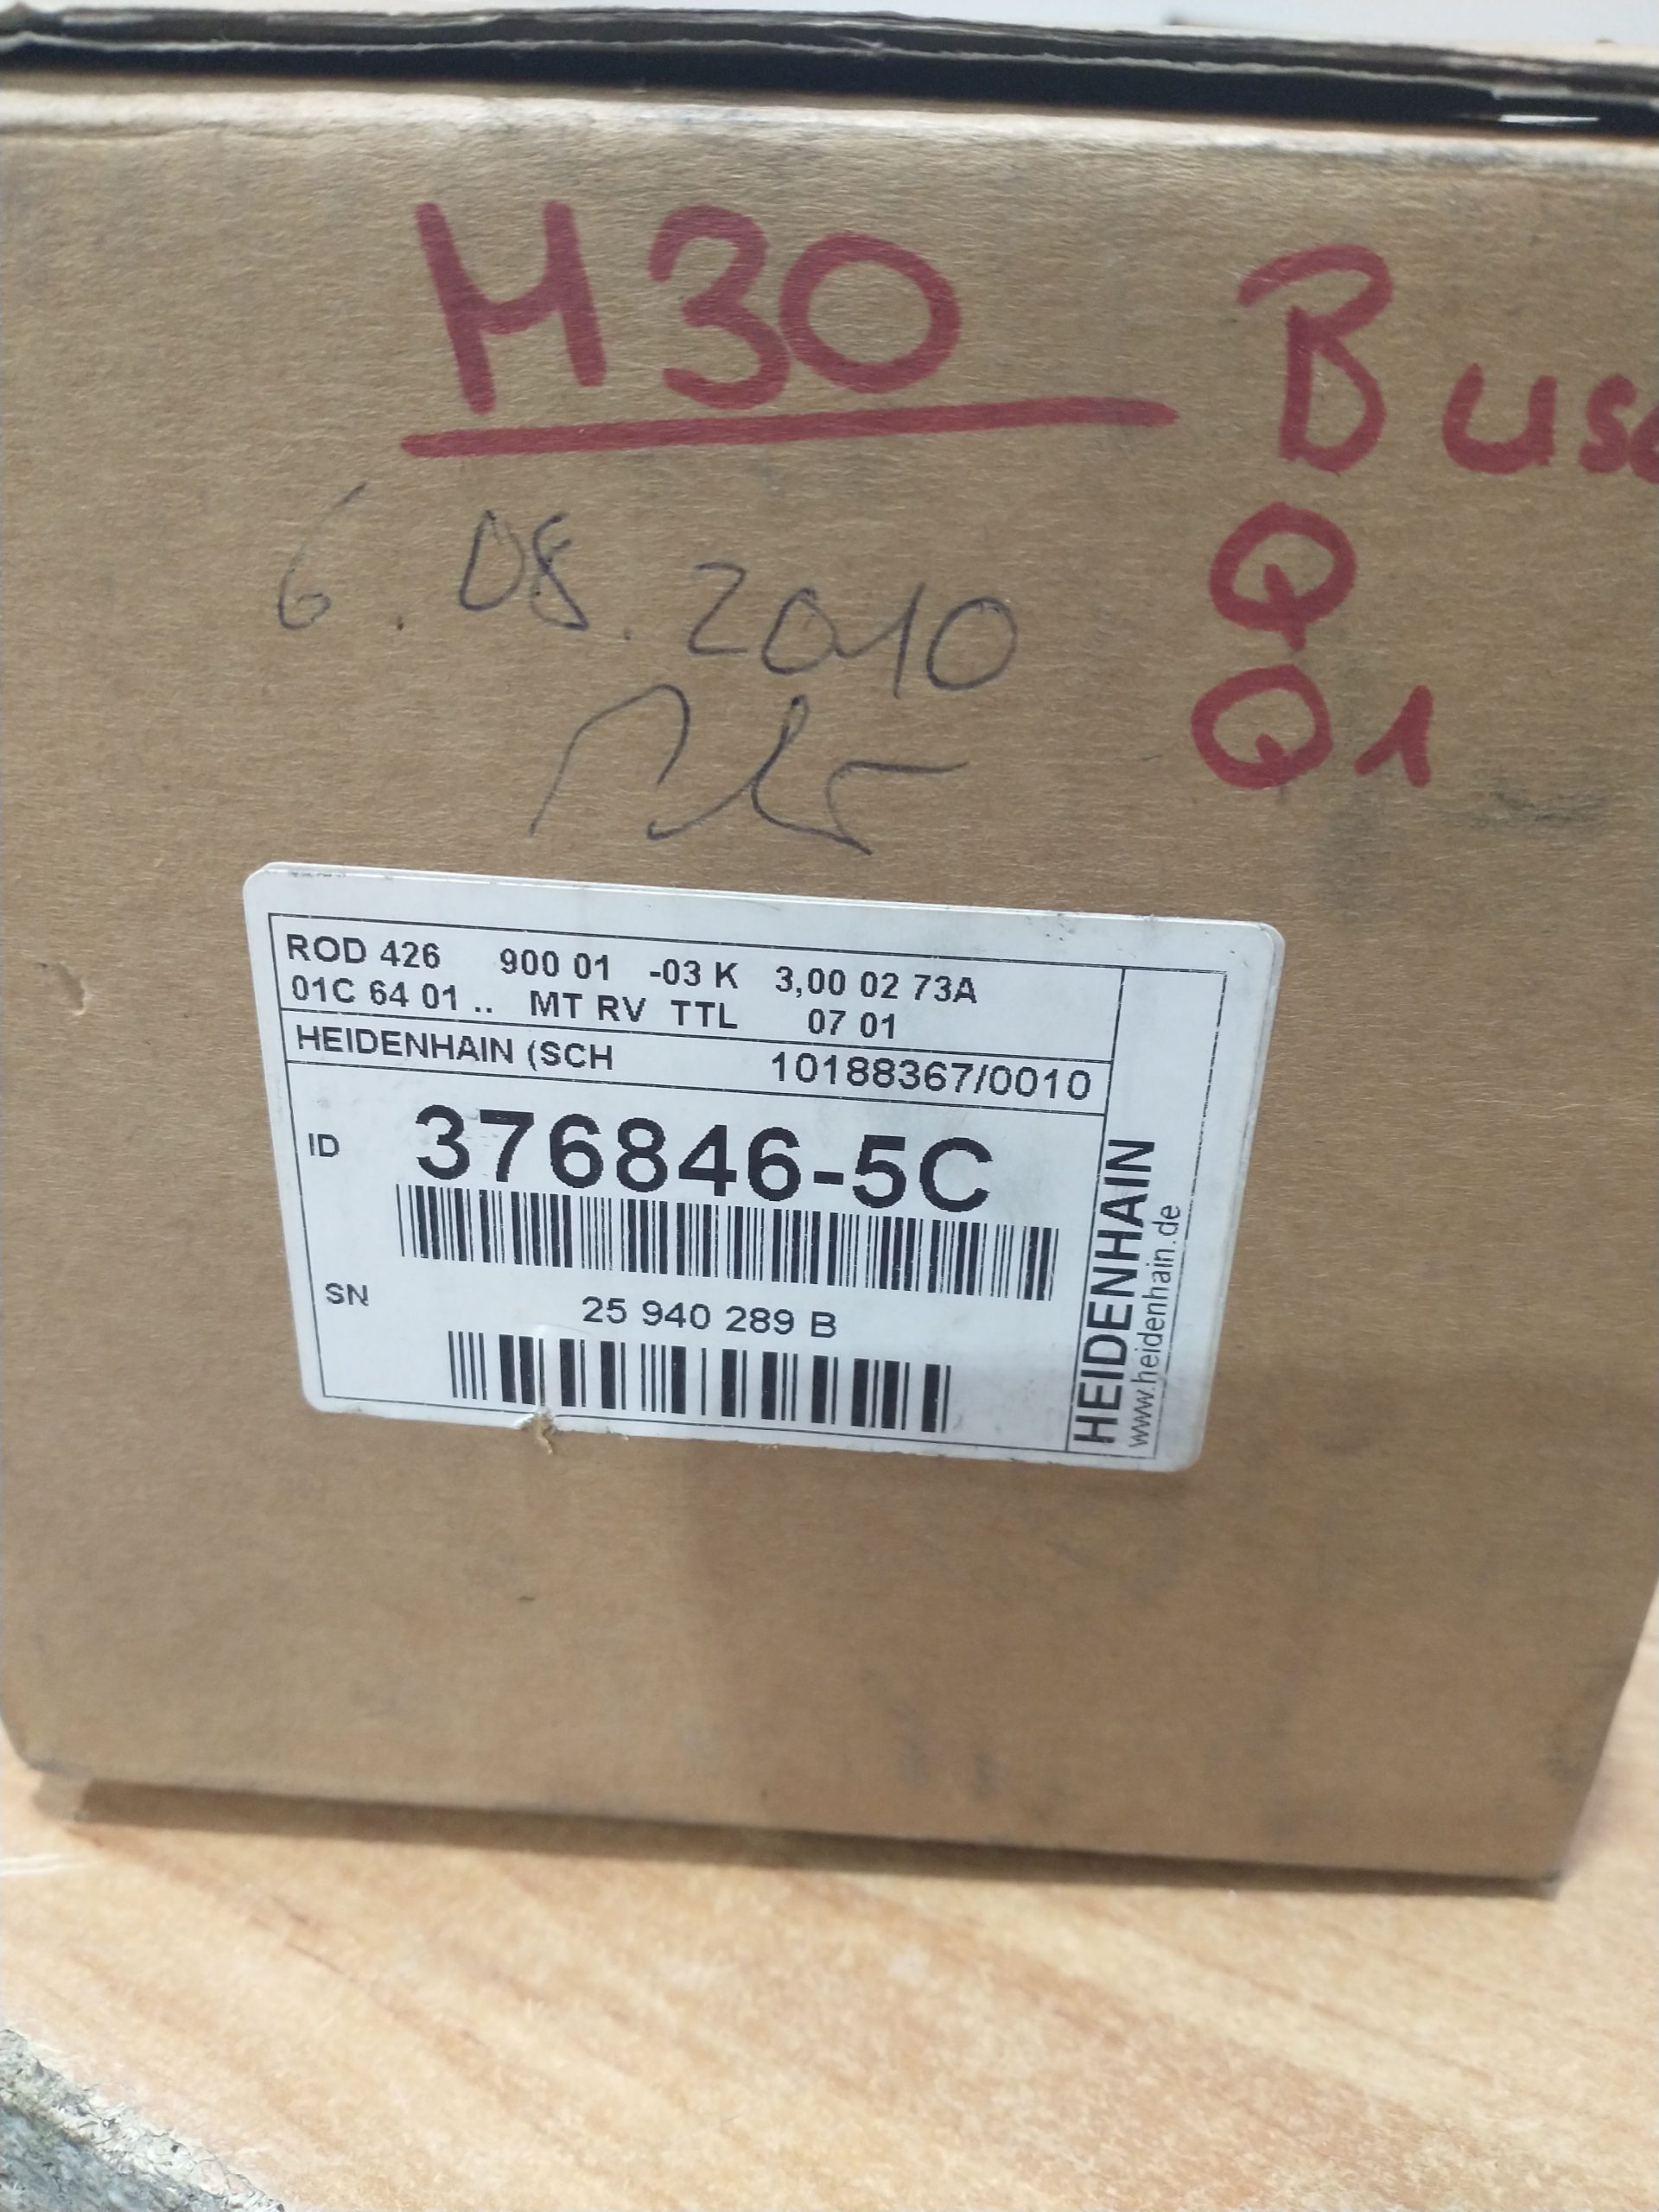 H30
6.08.2010
Q
Q1
ROD 426 900 01 -03 K 3,00 02 73A
01C 64 01 .. MT RV TTL 07 01
HEIDENHAIN (SCH 10188367/0010
ID 376846-5C
SN 25 940 289 B
HEIDENHAIN
www.heidenhain.de